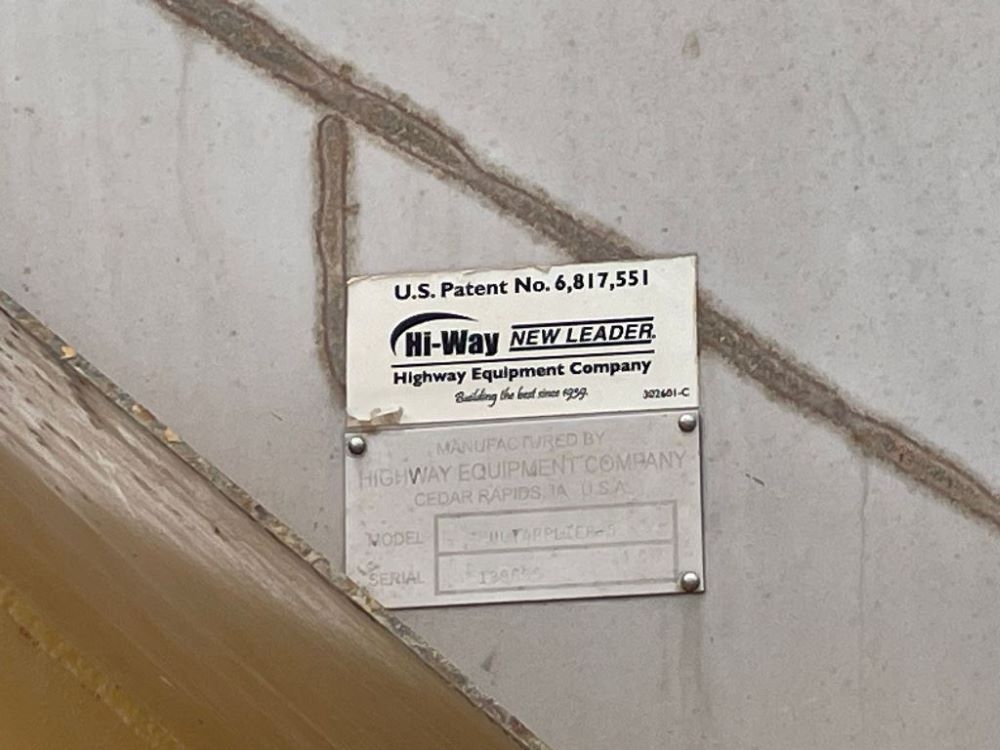 U.S. Patent No. 6,817,551
Hi-Way NEW LEADER®
Highway Equipment Company
Building the best since 1939.
302601-C
MANUFACTURED BY
HIGHWAY EQUIPMENT COMPANY
CEDAR RAPIDS, IA U.S.A.
MODEL
SERIAL